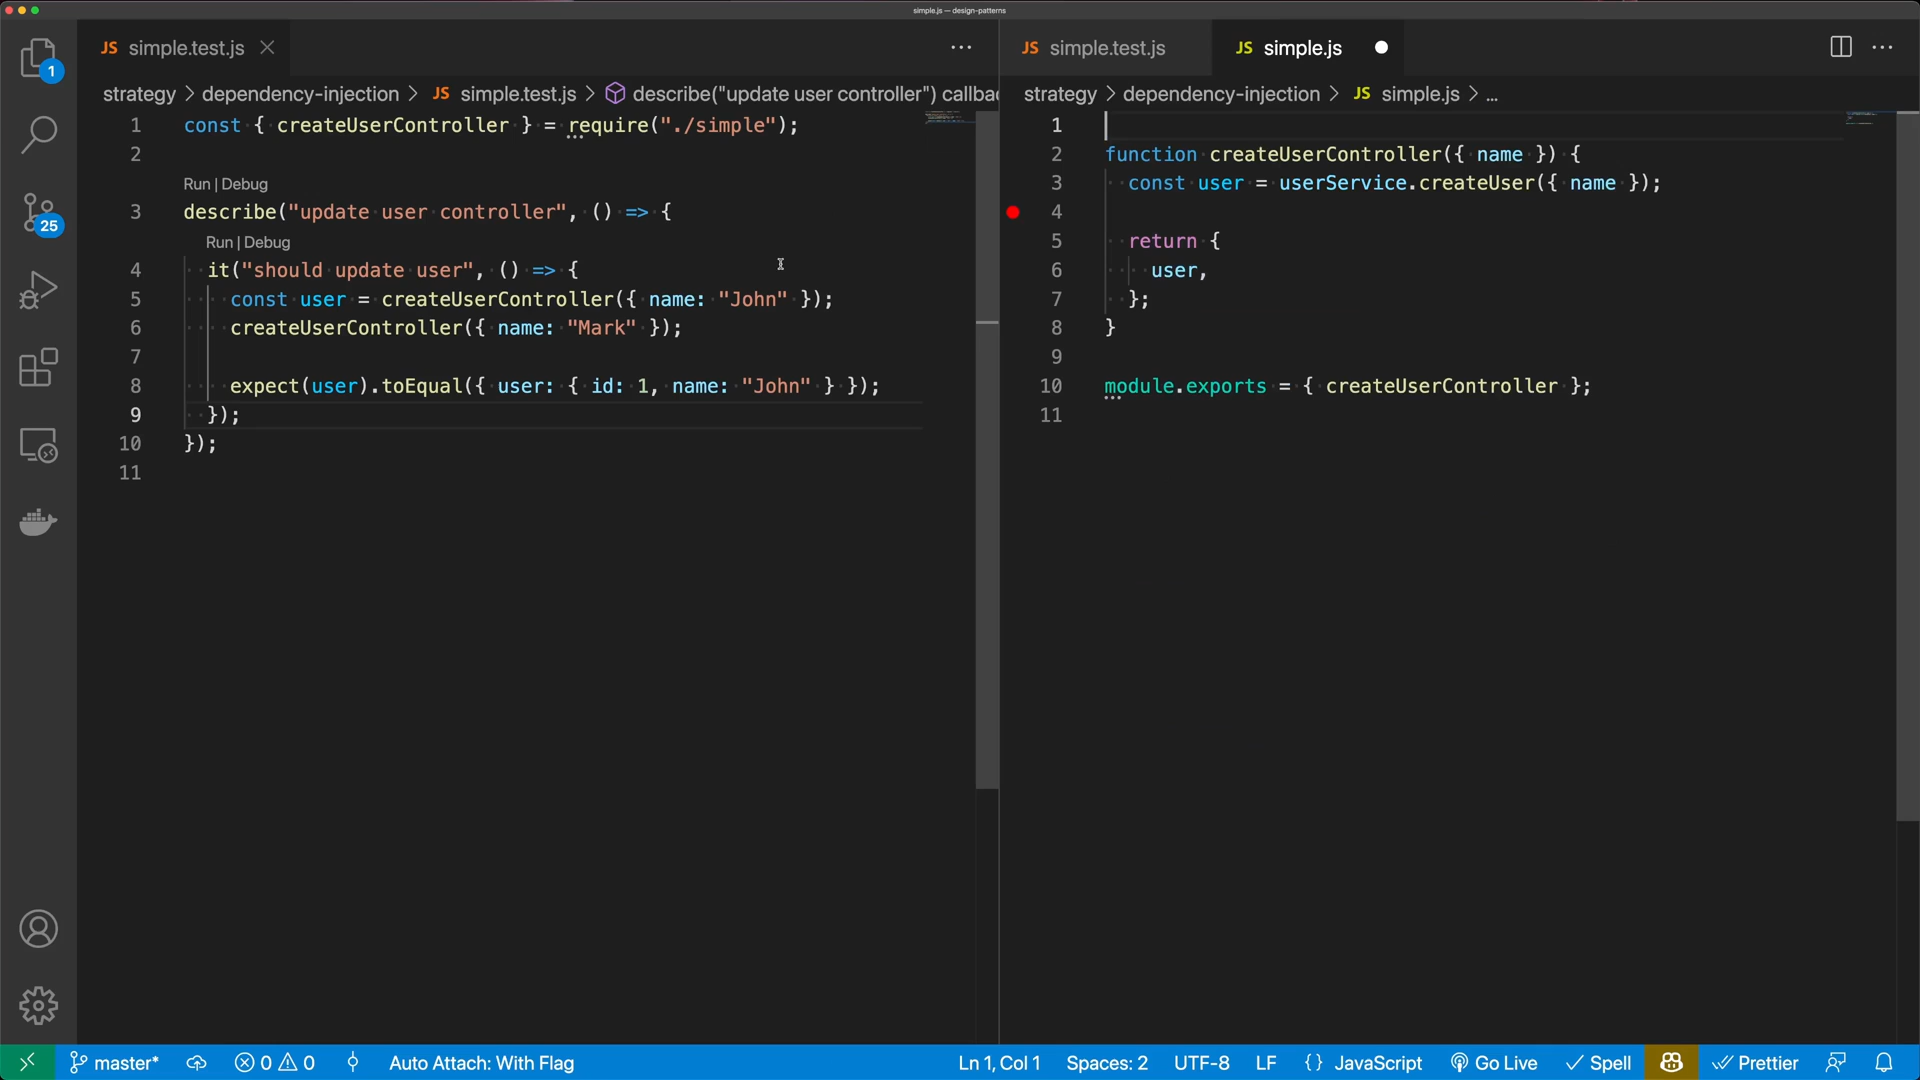 simple.js — design-patterns
JS simple.test.js
JS simple.test.js
JS simple.js
strategy > dependency-injection > JS simple.test.js > describe("update user controller") callbac
strategy > dependency-injection > JS simple.js > ...
1 const { createUserController } = require("./simple");
2
Run | Debug
3 describe("update user controller", () => {
Run | Debug
4 it("should update user", () => {
5 const user = createUserController({ name: "John" });
6 createUserController({ name: "Mark" });
7
8 expect(user).toEqual({ user: { id: 1, name: "John" } });
9 });
10 });
11
1
2 function createUserController({ name }) {
3 const user = userService.createUser({ name });
4
5 return {
6 user,
7 };
8 }
9
10 module.exports = { createUserController };
11
1
25
master* 0 0 Auto Attach: With Flag Ln 1, Col 1 Spaces: 2 UTF-8 LF {} JavaScript Go Live Spell Prettier